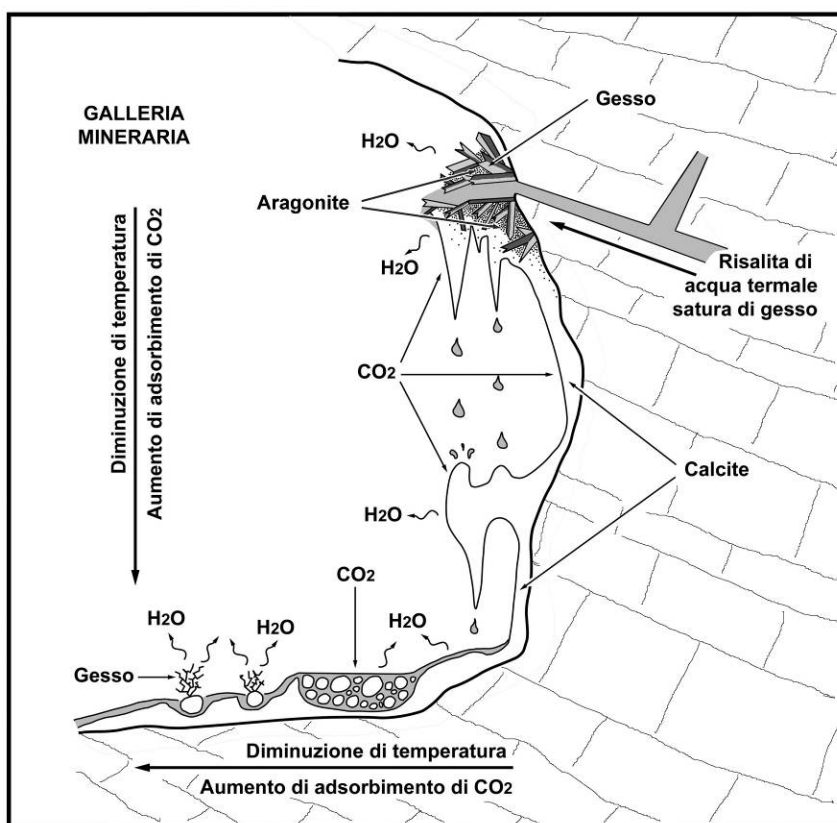 GALLERIA
MINERARIA
Gesso
H2O
Aragonite
H2O
Risalita di
acqua termale
satura di gesso
Diminuzione di temperatura
Aumento di adsorbimento di CO2
CO2
Calcite
H2O
CO2
H2O
H2O
H2O
Gesso
Diminuzione di temperatura
Aumento di adsorbimento di CO2